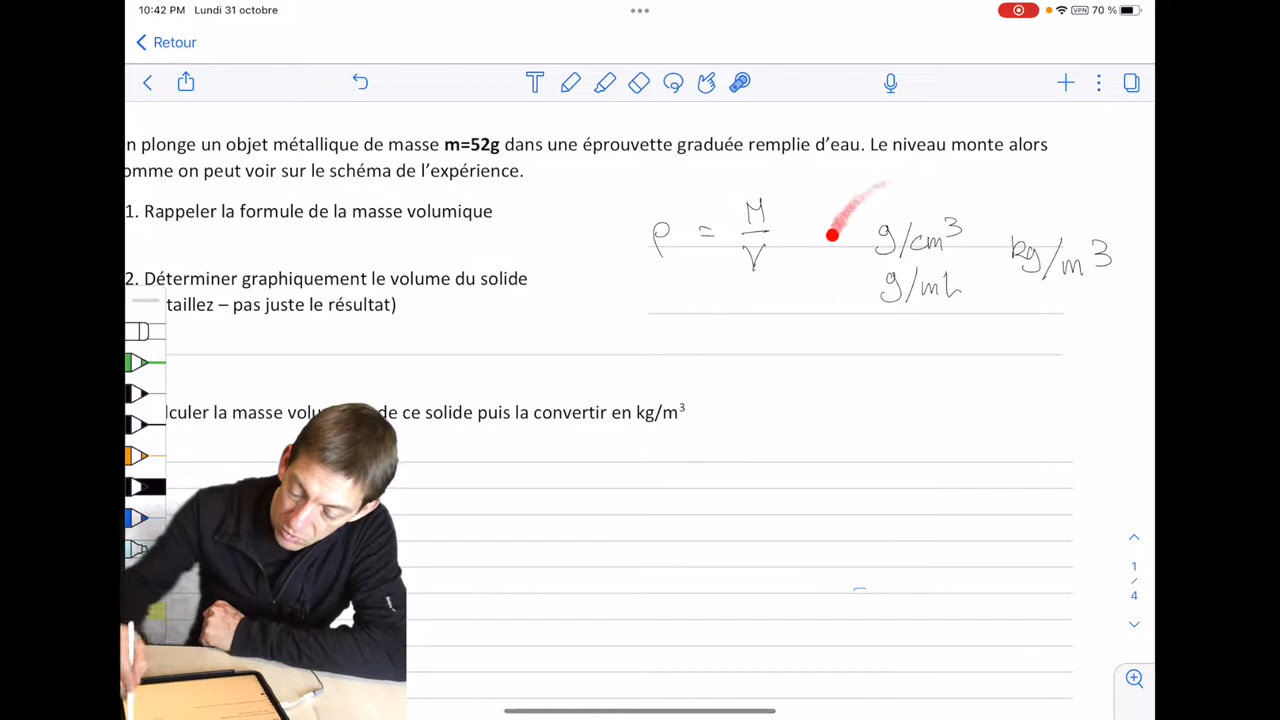 10:42 PM Lundi 31 octobre
VPN 70 %
Retour
n plonge un objet métallique de masse m=52g dans une éprouvette graduée remplie d’eau. Le niveau monte alors
omme on peut voir sur le schéma de l’expérience.
1. Rappeler la formule de la masse volumique
ρ = M/V g/cm³ kg/m3
g/mL
2. Déterminer graphiquement le volume du solide
taillez – pas juste le résultat)
lculer la masse volu de ce solide puis la convertir en kg/m³
1
/
4